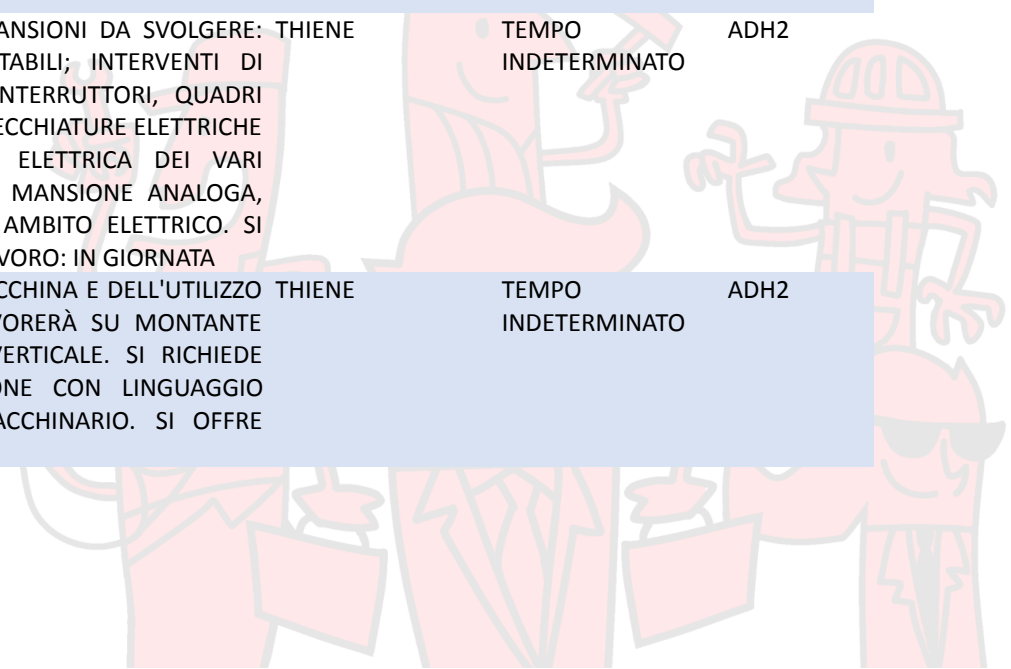 ANSIONI DA SVOLGERE: THIENE TEMPO ADH2
TABILI; INTERVENTI DI INDETERMINATO
NTERRUTTORI, QUADRI
ECCHIATURE ELETTRICHE
ELETTRICA DEI VARI
MANSIONE ANALOGA,
AMBITO ELETTRICO. SI
VORO: IN GIORNATA
CCHINA E DELL'UTILIZZO THIENE TEMPO ADH2
VORERÀ SU MONTANTE INDETERMINATO
VERTICALE. SI RICHIEDE
ONE CON LINGUAGGIO
ACCHINARIO. SI OFFRE